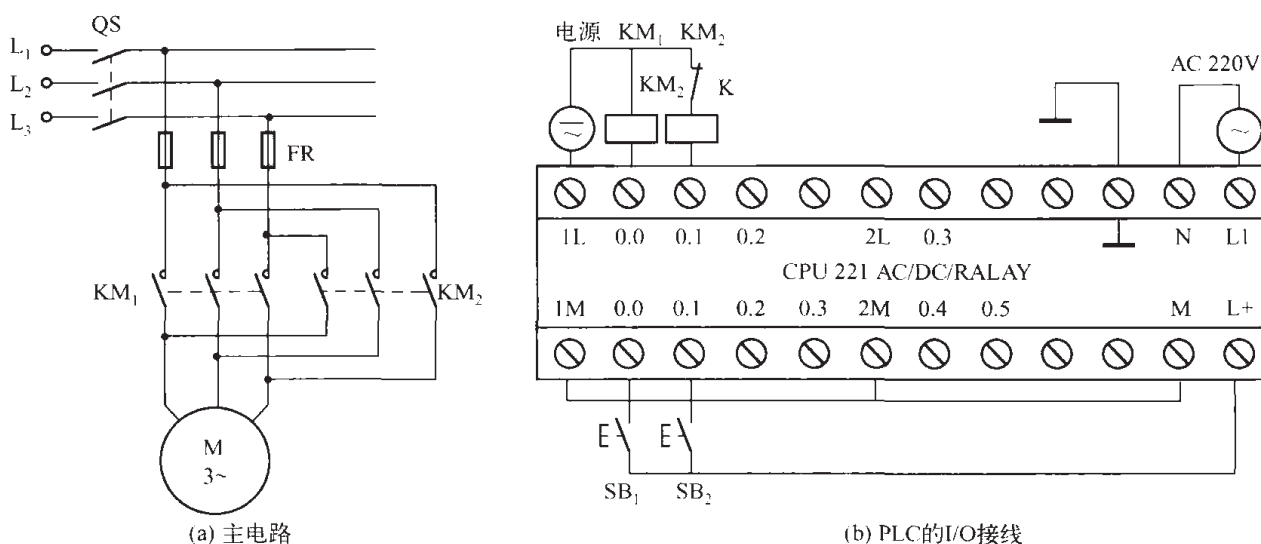 QS
L₁
L₂
L₃
FR
KM₁
KM₂
M
3~
(a) 主电路
电源 KM₁ KM₂
KM₂ K
AC 220V
~
1L 0.0 0.1 0.2 2L 0.3 N L1
CPU 221 AC/DC/RALAY
1M 0.0 0.1 0.2 0.3 2M 0.4 0.5 M L+
SB₁ SB₂
(b) PLC的I/O接线